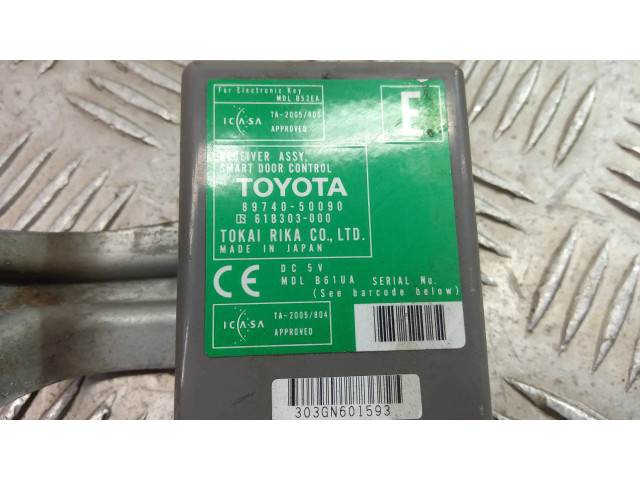 For Electronic Key
MDL B53EA
ICASA
TA-2005/805
APPROVED
E
RECEIVER ASSY,
SMART DOOR CONTROL
TOYOTA
89740-50090
61B303-000
TOKAI RIKA CO., LTD.
MADE IN JAPAN
CE
DC 5V
MDL B61UA SERIAL No.
(See barcode below)
ICASA
TA-2005/804
APPROVED
303GN601593